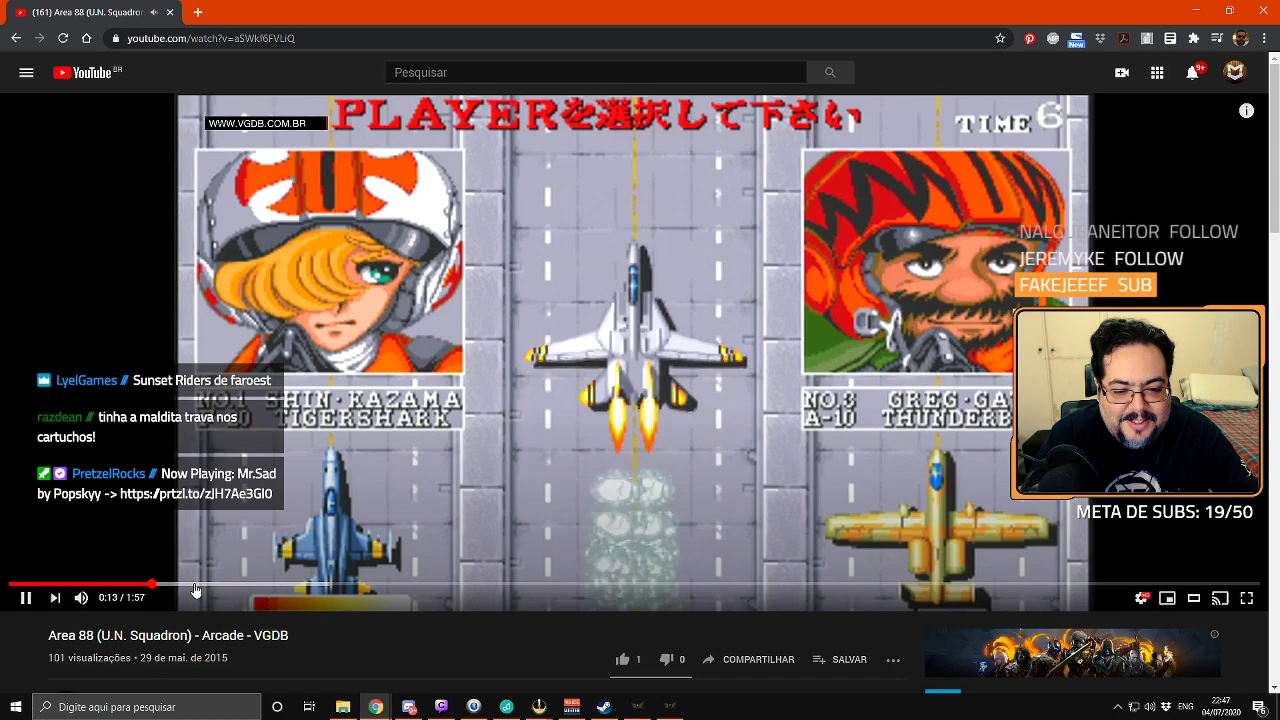 (161) Area 88 (U.N. Squadron
youtube.com/watch?v=aSWkf6FVLiQ
New
YouTube BR
Pesquisar
9+
WWW.VGDB.COM.BR
PLAYERを選択して下さい
TIME 6
NALGUANEITOR FOLLOW
JEREMYKE FOLLOW
FAKEJEEEF SUB
LyelGames // Sunset Riders de faroest
razdean // tinha a maldita trava nos
cartuchos!
PretzelRocks // Now Playing: Mr.Sad
by Popskyy -> https://prtzl.to/zJH7Ae3GIO
NO.1 SHIN·KAZAMA
TIGERSHARK
NO.3 GREG·GA
A-10 THUNDERB
META DE SUBS: 19/50
0:13 / 1:57
HD
Area 88 (U.N. Squadron) - Arcade - VGDB
101 visualizações • 29 de mai. de 2015
1
0
COMPARTILHAR
SALVAR
Digite aqui para pesquisar
22:47
04/07/2020